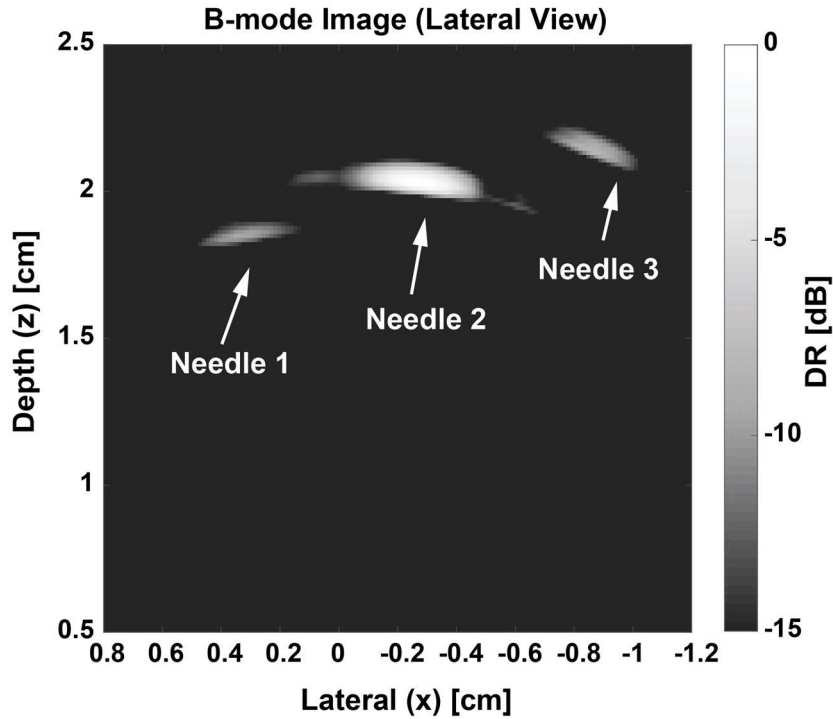 B-mode Image (Lateral View)
2.5
2
1.5
1
0.5
Depth (z) [cm]
Needle 1
Needle 2
Needle 3
0.8 0.6 0.4 0.2 0 -0.2 -0.4 -0.6 -0.8 -1 -1.2
Lateral (x) [cm]
0
-5
-10
-15
DR [dB]